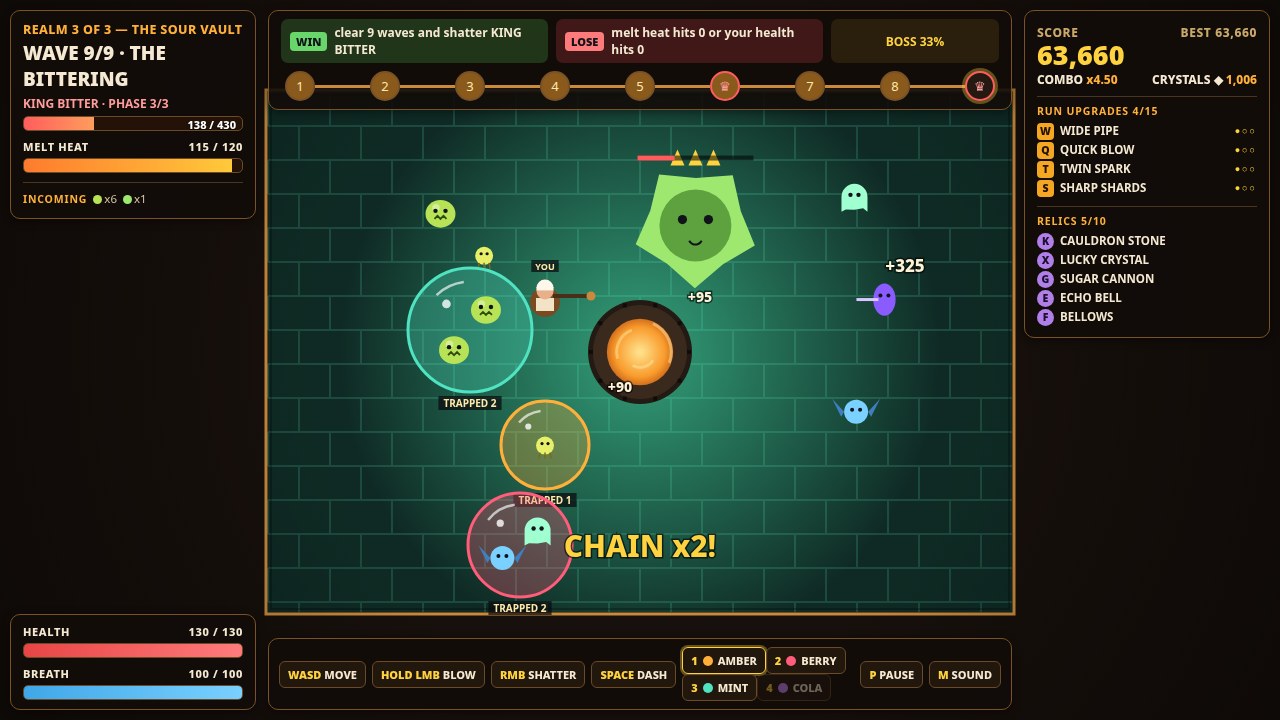 REALM 3 OF 3 — THE SOUR VAULT
WAVE 9/9 · THE
BITTERING
KING BITTER · PHASE 3/3
138 / 430
MELT HEAT 115 / 120
INCOMING x6 x1
WIN clear 9 waves and shatter KING
BITTER
LOSE melt heat hits 0 or your health
hits 0
BOSS 33%
1 2 3 4 5 ♛ 7 8 ♛
SCORE BEST 63,660
63,660
COMBO x4.50 CRYSTALS ◆ 1,006
RUN UPGRADES 4/15
W WIDE PIPE
Q QUICK BLOW
T TWIN SPARK
S SHARP SHARDS
RELICS 5/10
K CAULDRON STONE
X LUCKY CRYSTAL
G SUGAR CANNON
E ECHO BELL
F BELLOWS
YOU
+325
+95
+90
TRAPPED 2
TRAPPED 1
CHAIN x2!
TRAPPED 2
HEALTH 130 / 130
BREATH 100 / 100
WASD MOVE
HOLD LMB BLOW
RMB SHATTER
SPACE DASH
1 AMBER
2 BERRY
3 MINT
4 COLA
P PAUSE
M SOUND